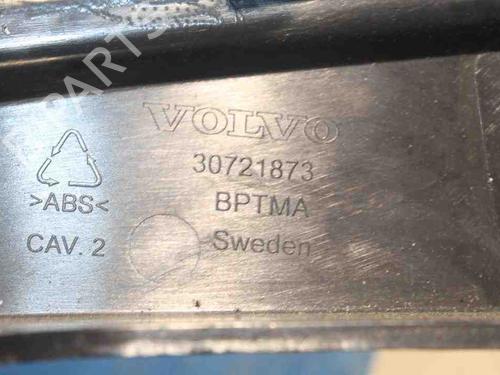 VOLVO
30721873
>ABS<
BPTMA
CAV. 2
Sweden